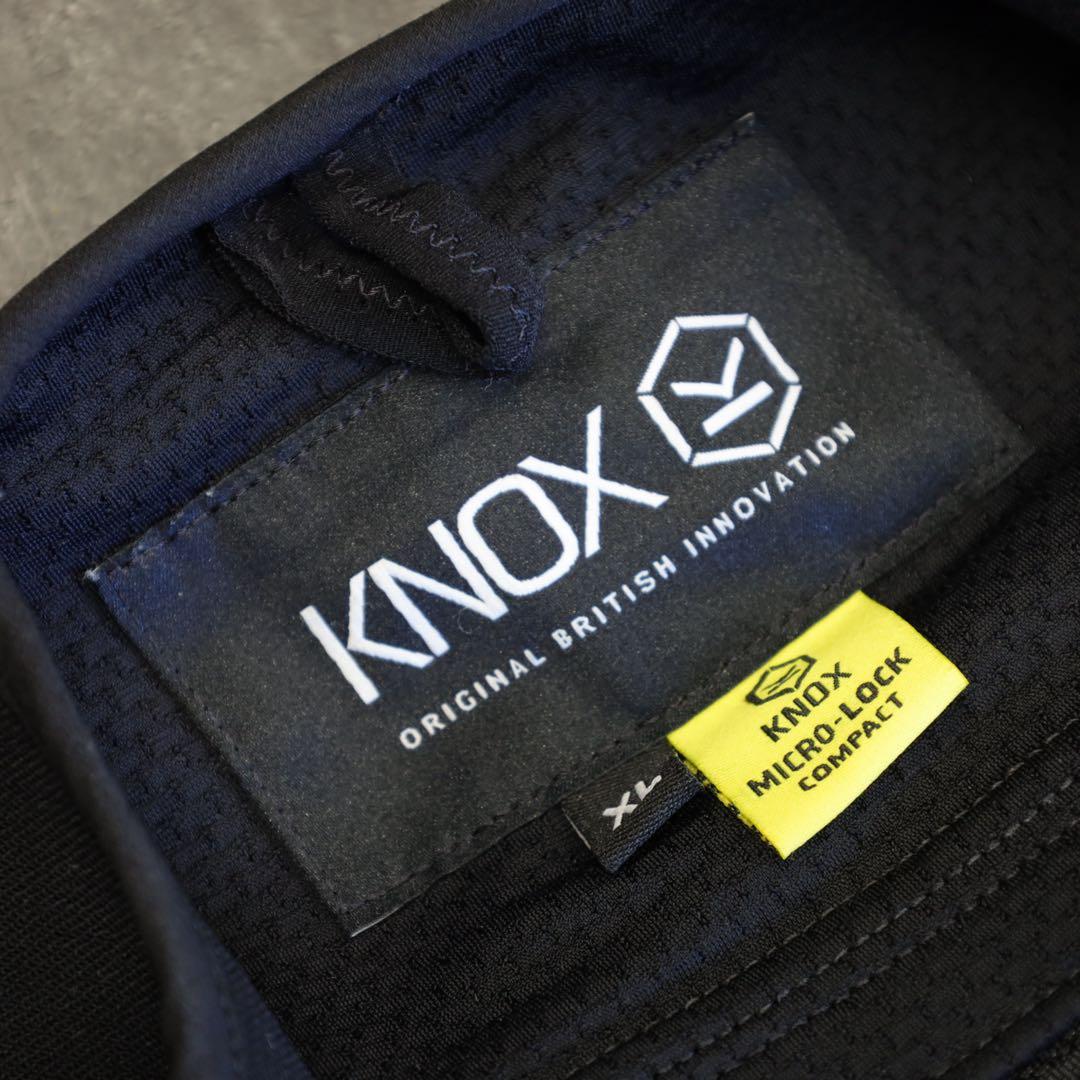 KNOX
ORIGINAL BRITISH INNOVATION
XL
KNOX
MICRO-LOCK
COMPACT